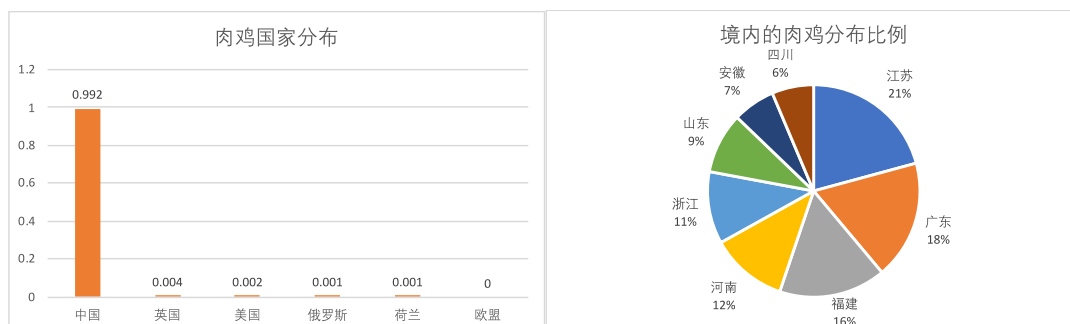 肉鸡国家分布
1.2
1
0.8
0.6
0.4
0.2
0
0.992
0.004
0.002
0.001
0.001
0
中国
英国
美国
俄罗斯
荷兰
欧盟
境内的肉鸡分布比例
江苏
21%
广东
18%
福建
16%
河南
12%
浙江
11%
山东
9%
安徽
7%
四川
6%